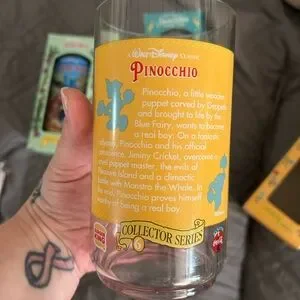 Walt Disney Classic
PINOCCHIO
Pinocchio, a little wooden
puppet carved by Geppetto
and brought to life by the
Blue Fairy, wants to become
a real boy. On a fantastic
and his official
conscience, Jiminy Cricket, overcome a
puppet master, the evils of
Pleasure Island and a climactic
battle with Monstro the Whale. In
the end, Pinocchio proves himself
worthy of being a real boy.
COLLECTOR SERIES
BURGER
KING